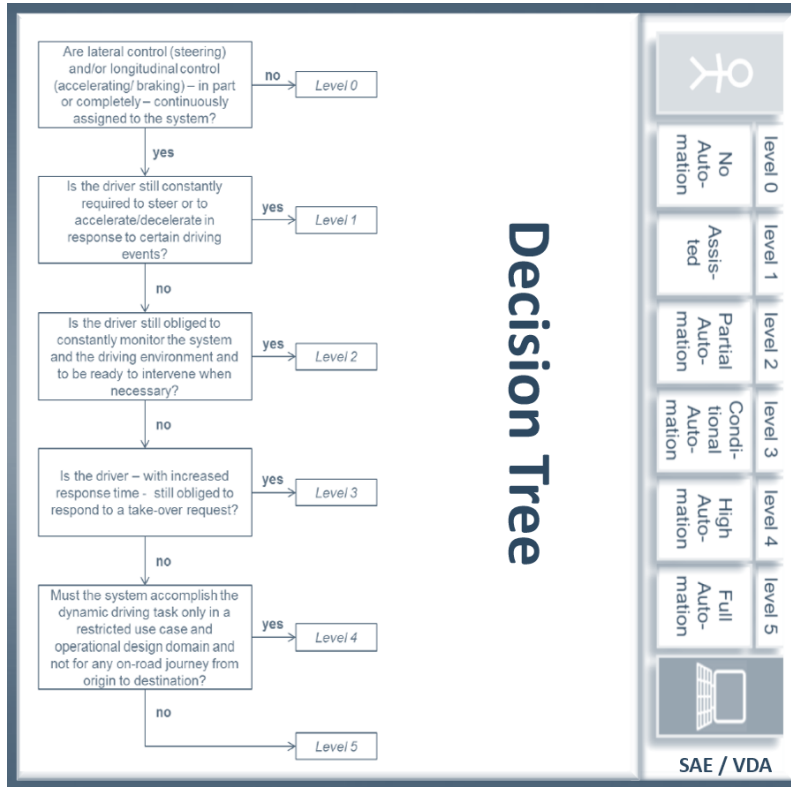 Are lateral control (steering)
and/or longitudinal control
(accelerating/ braking) – in part
or completely – continuously
assigned to the system?
no
Level 0
yes
Is the driver still constantly
required to steer or to
accelerate/decelerate in
response to certain driving
events?
yes
Level 1
no
Is the driver still obliged to
constantly monitor the system
and the driving environment and
to be ready to intervene when
necessary?
yes
Level 2
no
Is the driver – with increased
response time - still obliged to
respond to a take-over request?
yes
Level 3
no
Must the system accomplish the
dynamic driving task only in a
restricted use case and
operational design domain and
not for any on-road journey from
origin to destination?
yes
Level 4
no
Level 5
Decision Tree
level 0
No
Auto-
mation
level 1
Assis-
ted
level 2
Partial
Auto-
mation
level 3
Condi-
tional
Auto-
mation
level 4
High
Auto-
mation
level 5
Full
Auto-
mation
SAE / VDA